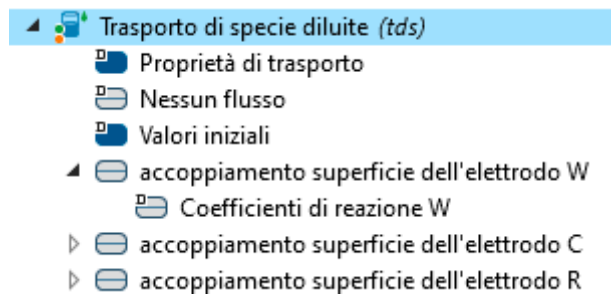 Trasporto di specie diluite (tds)
Proprietà di trasporto
Nessun flusso
Valori iniziali
accoppiamento superficie dell'elettrodo W
Coefficienti di reazione W
accoppiamento superficie dell'elettrodo C
accoppiamento superficie dell'elettrodo R